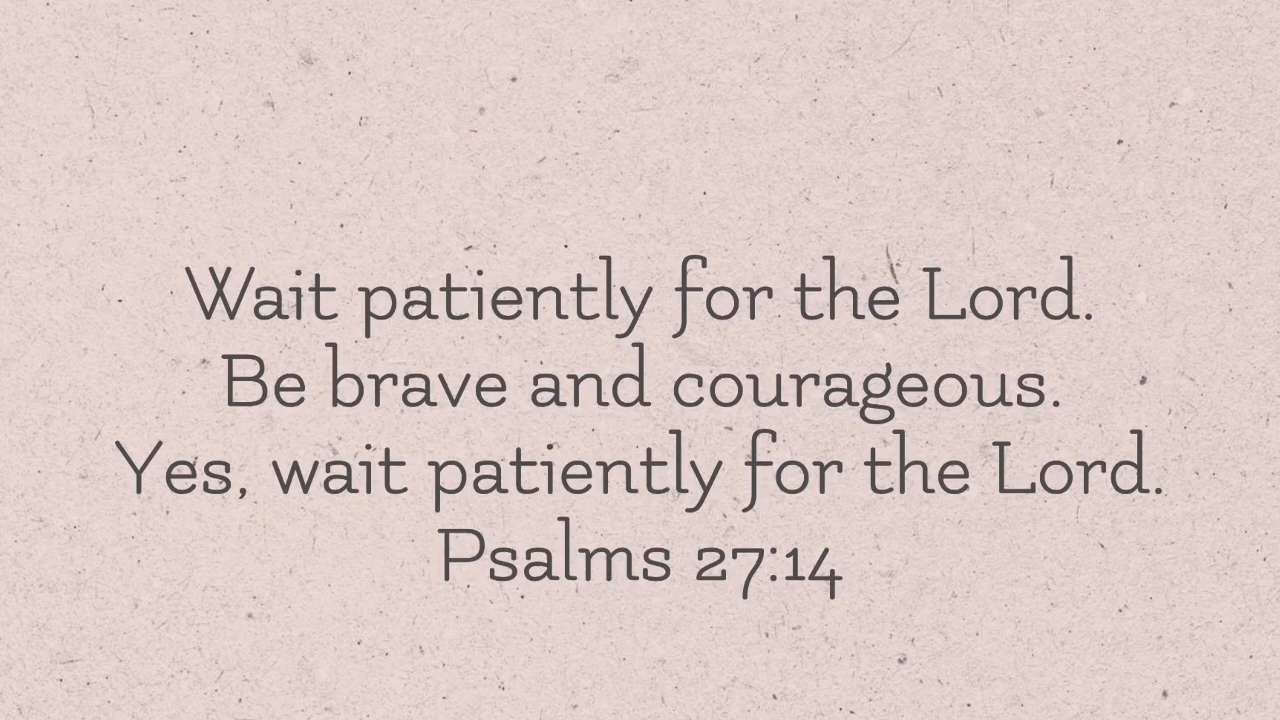 Wait patiently for the Lord.
Be brave and courageous.
Yes, wait patiently for the Lord.
Psalms 27:14